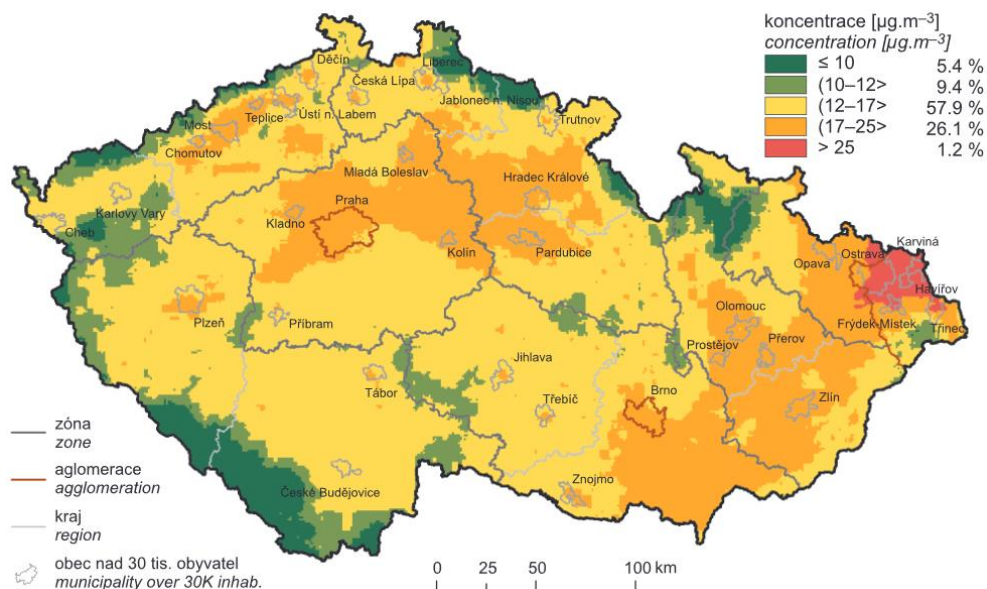 koncentrace [µg.m⁻³]
concentration [µg.m⁻³]
≤ 10 5.4 %
(10–12> 9.4 %
(12–17> 57.9 %
(17–25> 26.1 %
> 25 1.2 %
Děčín
Liberec
Česká Lípa
Jablonec n. Nisou
Teplice
Ústí n. Labem
Trutnov
Most
Chomutov
Mladá Boleslav
Hradec Králové
Karlovy Vary
Praha
Kladno
Cheb
Kolín
Pardubice
Karviná
Ostrava
Opava
Havířov
Olomouc
Frýdek-Místek
Třinec
Plzeň
Příbram
Prostějov
Přerov
Jihlava
Tábor
Třebíč
Brno
Zlín
Znojmo
České Budějovice
zóna
zone
aglomerace
agglomeration
kraj
region
obec nad 30 tis. obyvatel
municipality over 30K inhab.
0 25 50 100 km